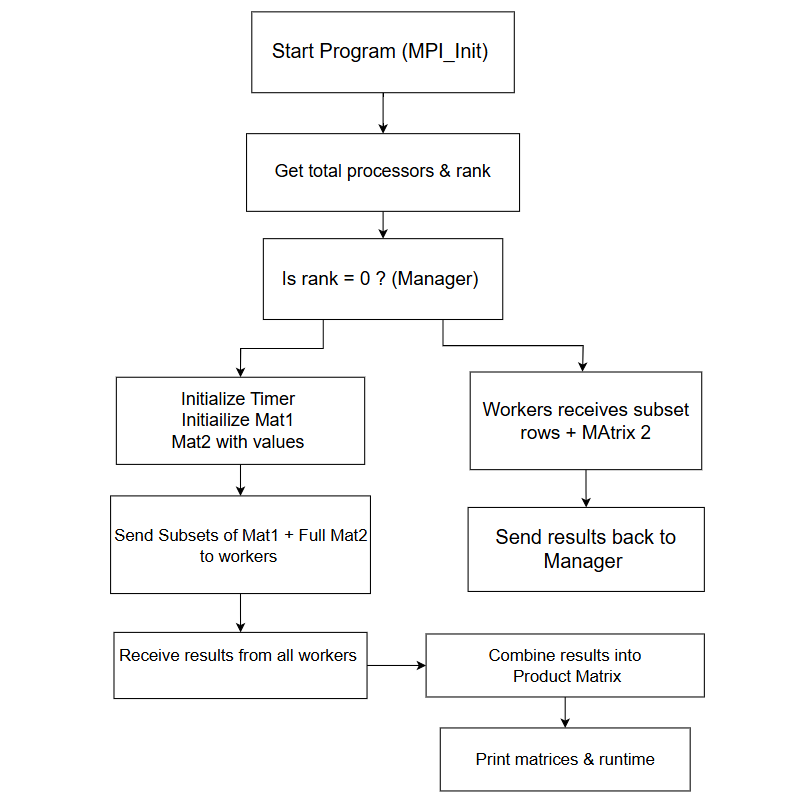 Start Program (MPI_Init)
Get total processors & rank
Is rank = 0 ? (Manager)
Initialize Timer
Initiailize Mat1
Mat2 with values
Workers receives subset
rows + MAtrix 2
Send Subsets of Mat1 + Full Mat2
to workers
Send results back to
Manager
Receive results from all workers
Combine results into
Product Matrix
Print matrices & runtime